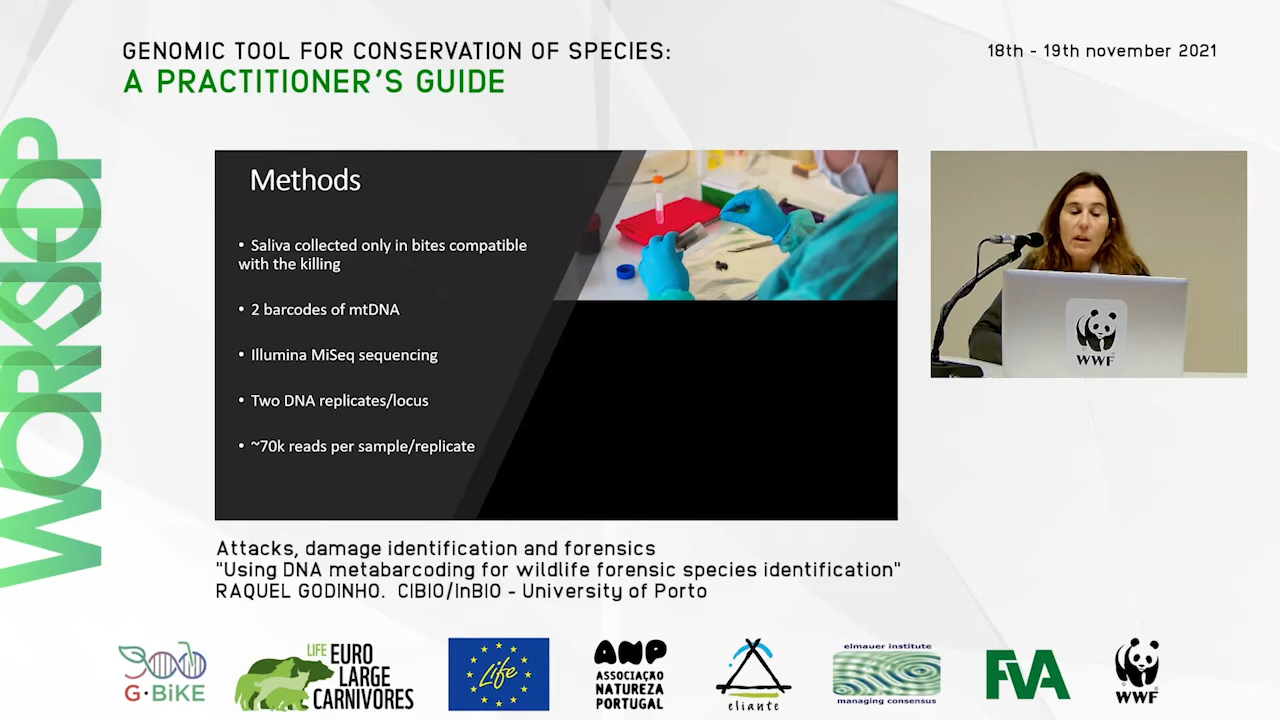 GENOMIC TOOL FOR CONSERVATION OF SPECIES:
A PRACTITIONER'S GUIDE
18th - 19th november 2021
WORKSHOP
Methods
• Saliva collected only in bites compatible
with the killing
• 2 barcodes of mtDNA
• Illumina MiSeq sequencing
• Two DNA replicates/locus
• ~70k reads per sample/replicate
WWF
Attacks, damage identification and forensics
"Using DNA metabarcoding for wildlife forensic species identification"
RAQUEL GODINHO. CIBIO/InBIO - University of Porto
G·BiKE
LIFE EURO
LARGE
CARNIVORES
Life
ANP
ASSOCIAÇÃO
NATUREZA
PORTUGAL
eliante
elmauer institute
managing consensus
FVA
WWF